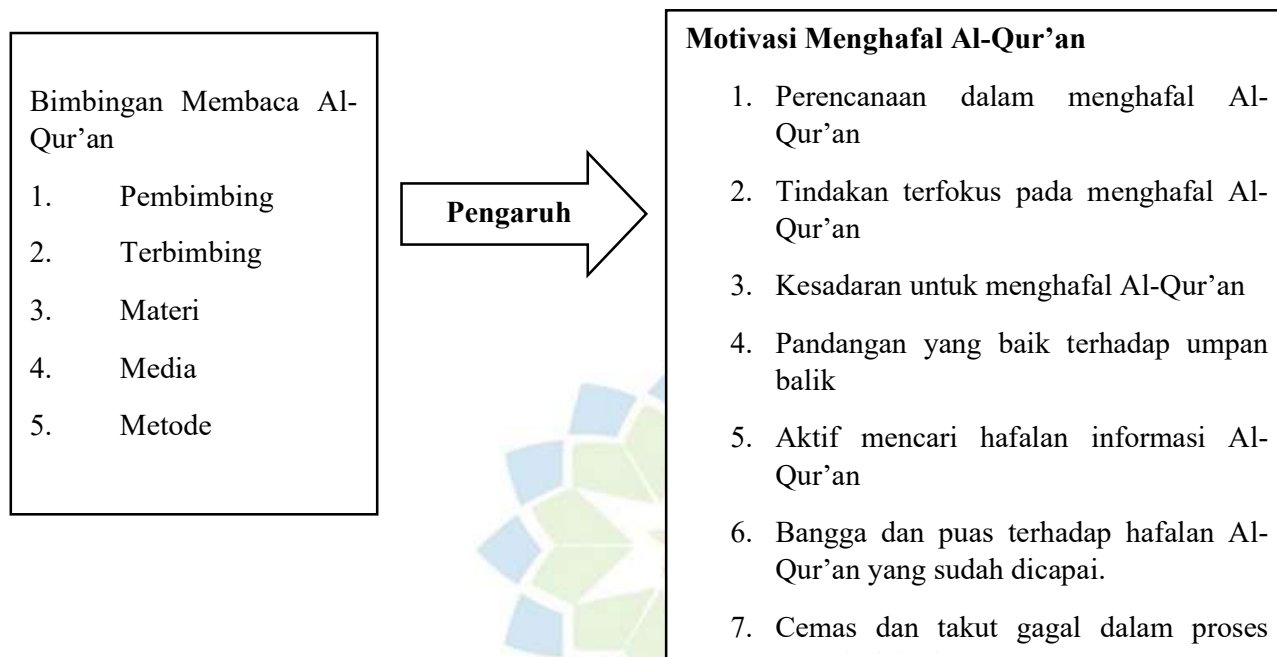 Bimbingan Membaca Al-
Qur’an
1. Pembimbing
2. Terbimbing
3. Materi
4. Media
5. Metode
Pengaruh
Motivasi Menghafal Al-Qur’an
1. Perencanaan dalam menghafal Al-
Qur’an
2. Tindakan terfokus pada menghafal Al-
Qur’an
3. Kesadaran untuk menghafal Al-Qur’an
4. Pandangan yang baik terhadap umpan
balik
5. Aktif mencari hafalan informasi Al-
Qur’an
6. Bangga dan puas terhadap hafalan Al-
Qur’an yang sudah dicapai.
7. Cemas dan takut gagal dalam proses